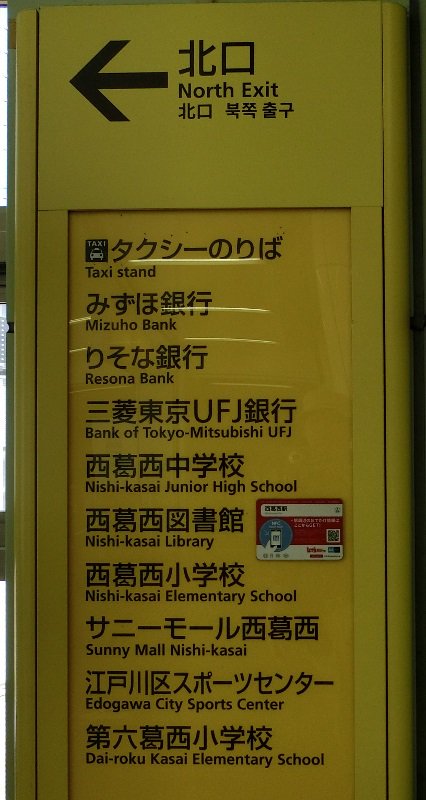 北口
North Exit
北口 북쪽 출구
TAXI タクシーのりば
Taxi stand
みずほ銀行
Mizuho Bank
りそな銀行
Resona Bank
三菱東京UFJ銀行
Bank of Tokyo-Mitsubishi UFJ
西葛西中学校
Nishi-kasai Junior High School
西葛西図書館
Nishi-kasai Library
西葛西駅
西葛西小学校
Nishi-kasai Elementary School
サニーモール西葛西
Sunny Mall Nishi-kasai
江戸川区スポーツセンター
Edogawa City Sports Center
第六葛西小学校
Dai-roku Kasai Elementary School